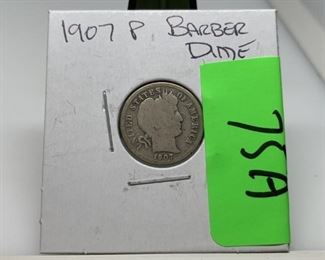 1907 P BARBER
DIME
UNITED STATES OF AMERICA
1907
75A